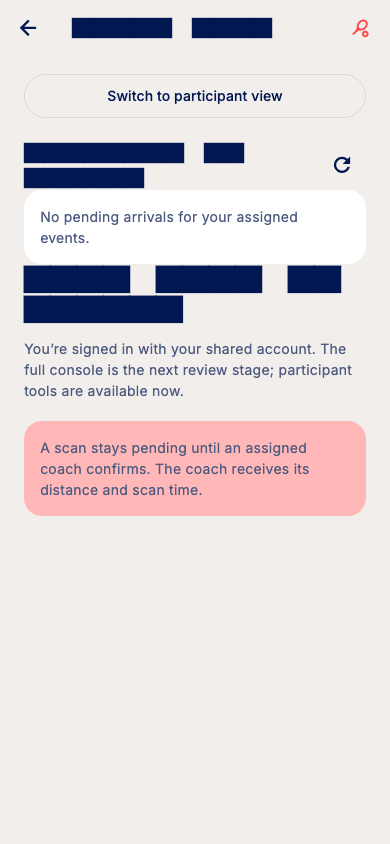 Switch to participant view
No pending arrivals for your assigned
events.
You’re signed in with your shared account. The
full console is the next review stage; participant
tools are available now.
A scan stays pending until an assigned
coach confirms. The coach receives its
distance and scan time.